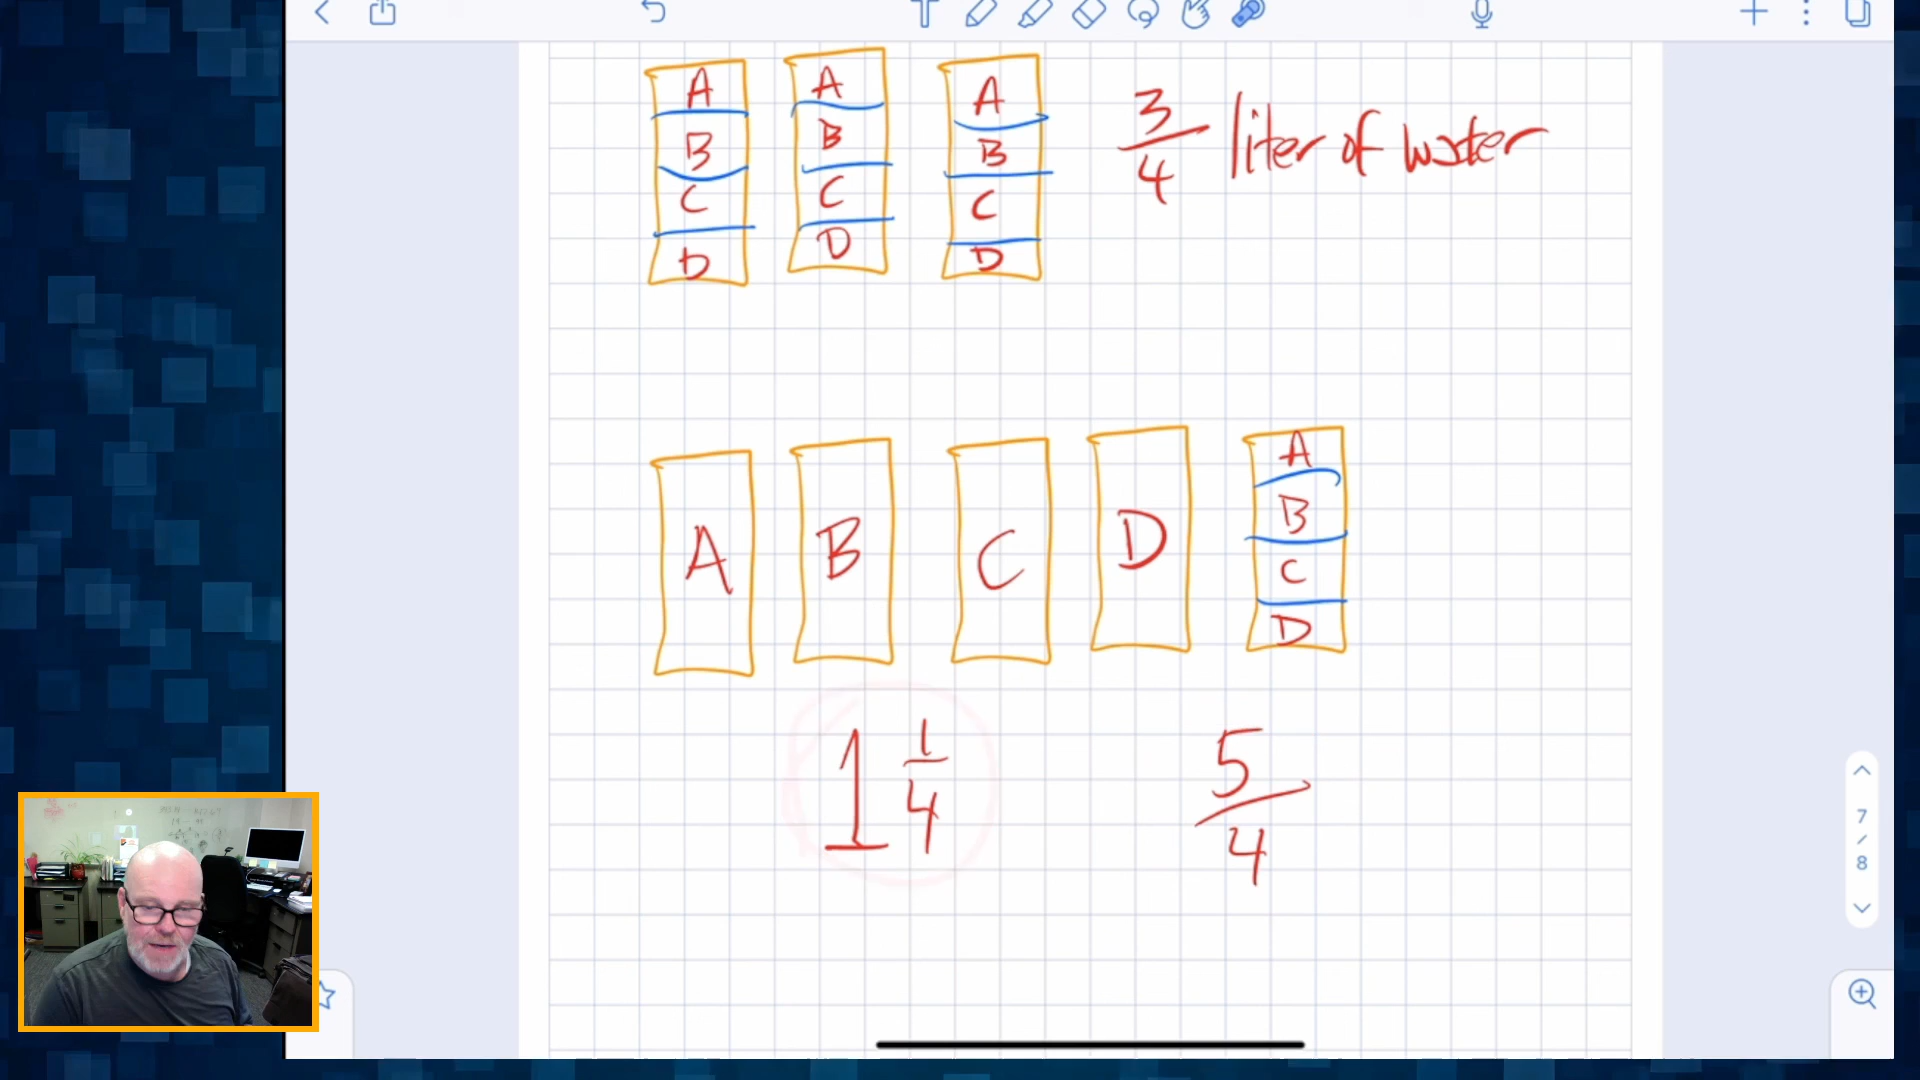 A A A
B B B
C C C
D D D
3/4 liter of water
A B C D
A
B
C
D
1 1/4
5/4
7
/
8